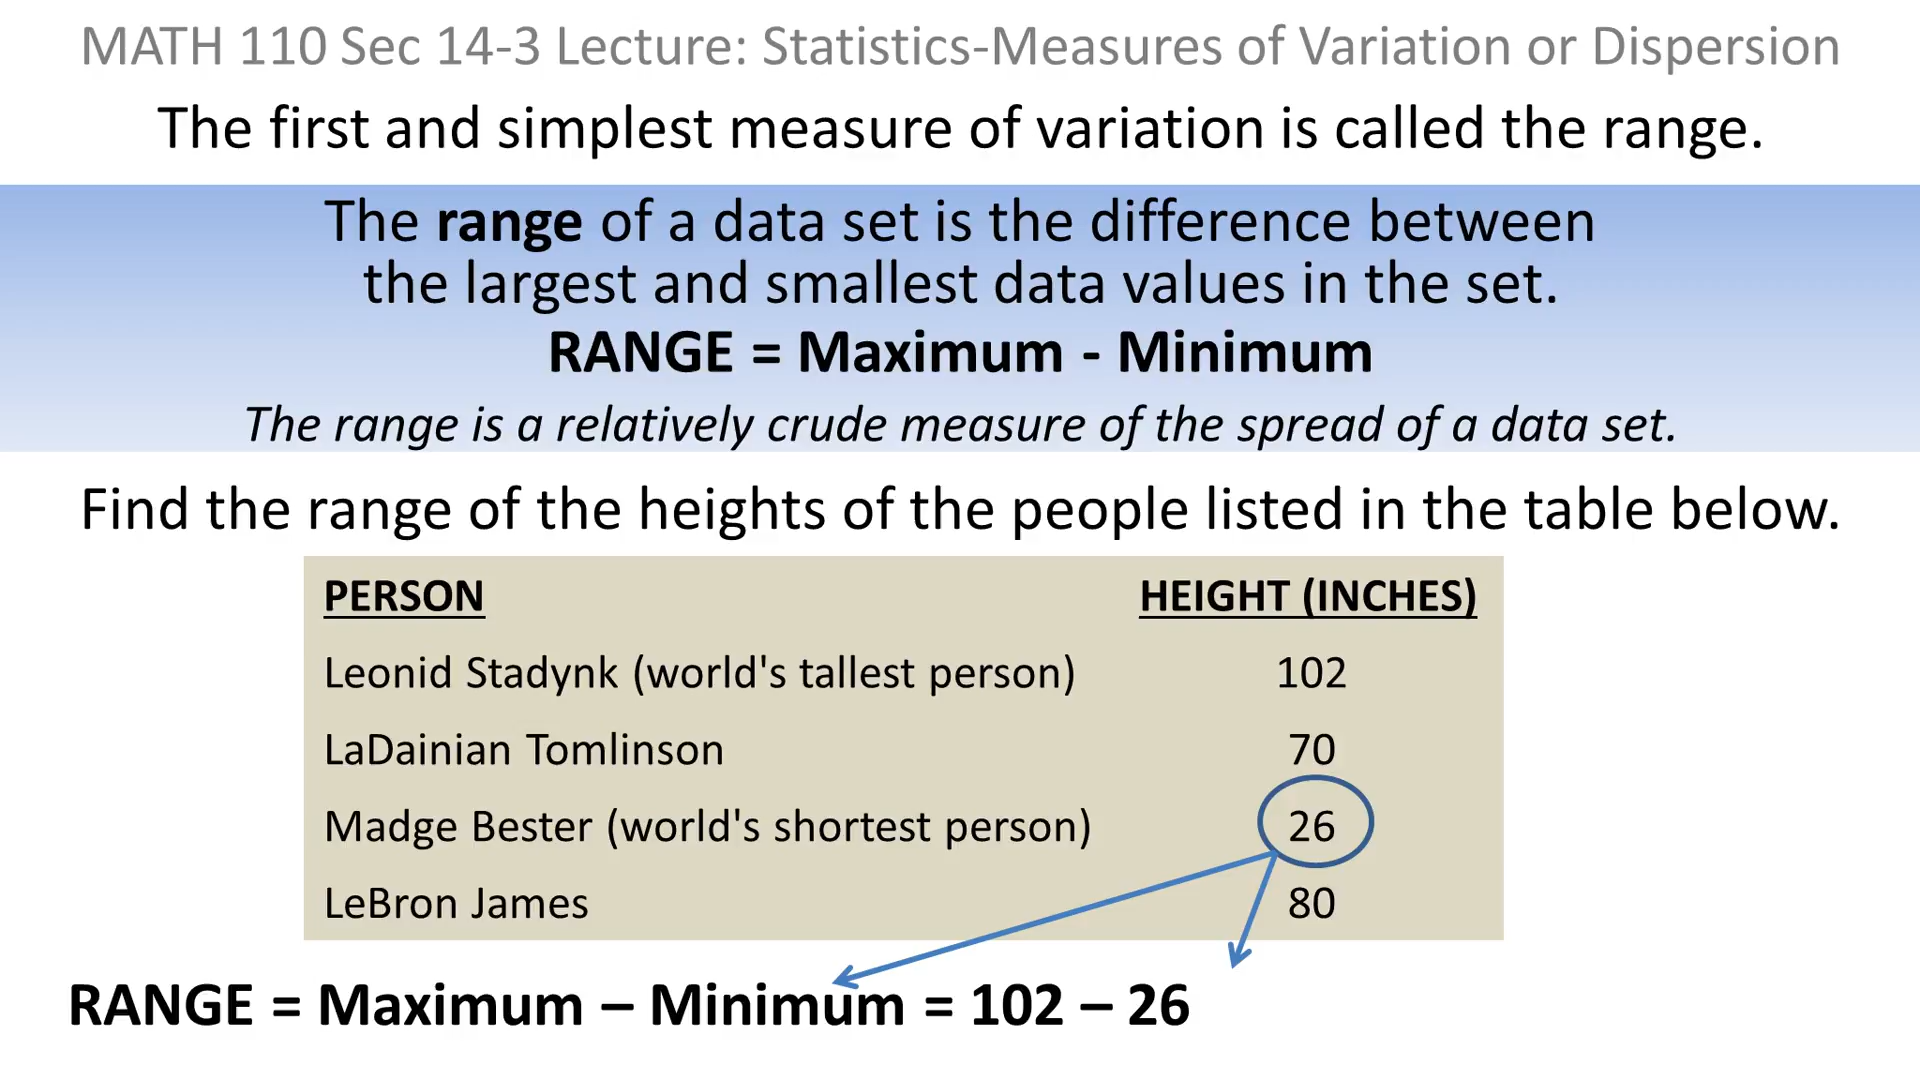 MATH 110 Sec 14-3 Lecture: Statistics-Measures of Variation or Dispersion
The first and simplest measure of variation is called the range.
The range of a data set is the difference between
the largest and smallest data values in the set.
RANGE = Maximum - Minimum
The range is a relatively crude measure of the spread of a data set.
Find the range of the heights of the people listed in the table below.
PERSON HEIGHT (INCHES)
Leonid Stadynk (world's tallest person) 102
LaDainian Tomlinson 70
Madge Bester (world's shortest person) 26
LeBron James 80
RANGE = Maximum – Minimum = 102 – 26